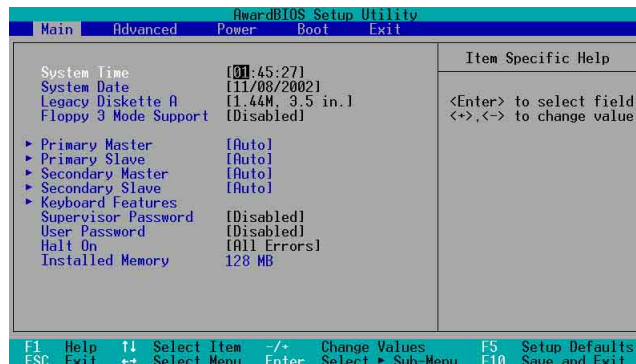 AwardBIOS Setup Utility
Main Advanced Power Boot Exit
Item Specific Help
System Time [01:45:27]
System Date [11/08/2002]
Legacy Diskette A [1.44M, 3.5 in.]
Floppy 3 Mode Support [Disabled]
<Enter> to select field
<+>,<-> to change value
▶ Primary Master [Auto]
▶ Primary Slave [Auto]
▶ Secondary Master [Auto]
▶ Secondary Slave [Auto]
▶ Keyboard Features
Supervisor Password [Disabled]
User Password [Disabled]
Halt On [All Errors]
Installed Memory 128 MB
F1 Help ↑↓ Select Item -/+ Change Values F5 Setup Defaults
ESC Exit ←→ Select Menu Enter Select ▶ Sub-Menu F10 Save and Exit